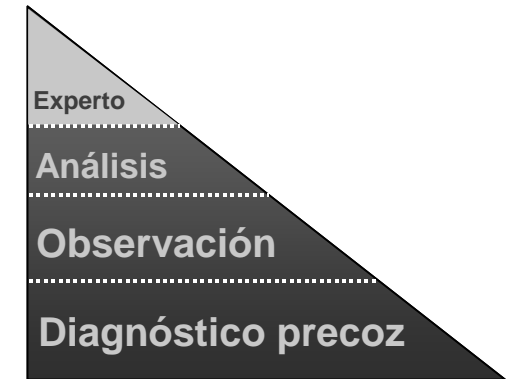 Experto
Análisis
Observación
Diagnóstico precoz